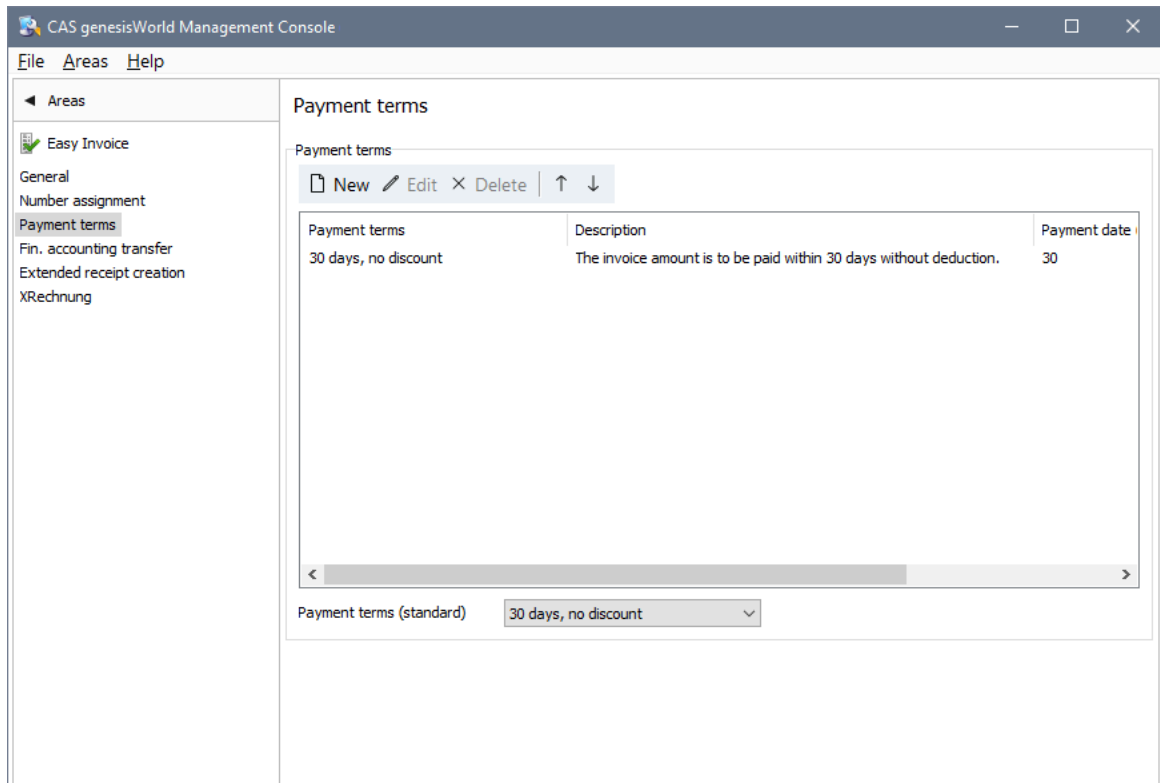 CAS genesisWorld Management Console
File Areas Help
Areas
Easy Invoice
General
Number assignment
Payment terms
Fin. accounting transfer
Extended receipt creation
XRechnung
Payment terms
Payment terms
New Edit Delete
Payment terms Description Payment date
30 days, no discount The invoice amount is to be paid within 30 days without deduction. 30
Payment terms (standard) 30 days, no discount